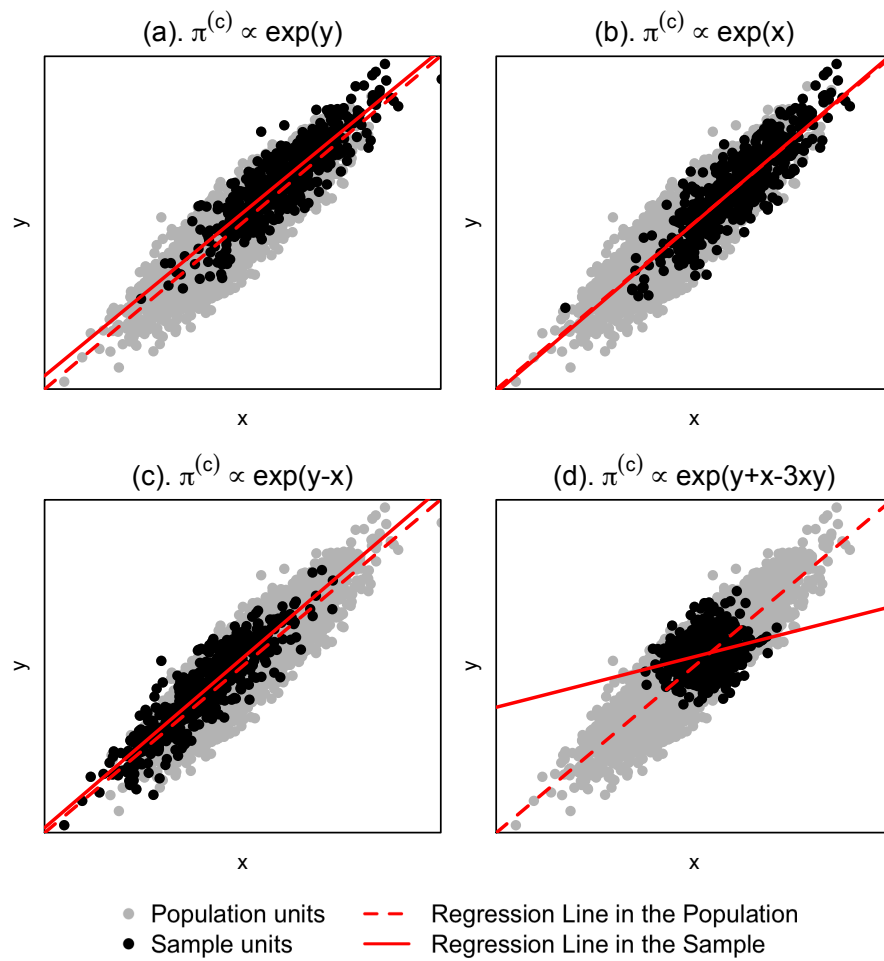 (a). π^(c) ∝ exp(y)
(b). π^(c) ∝ exp(x)
y
y
x
x
(c). π^(c) ∝ exp(y-x)
(d). π^(c) ∝ exp(y+x-3xy)
y
y
x
x
Population units
Regression Line in the Population
Sample units
Regression Line in the Sample